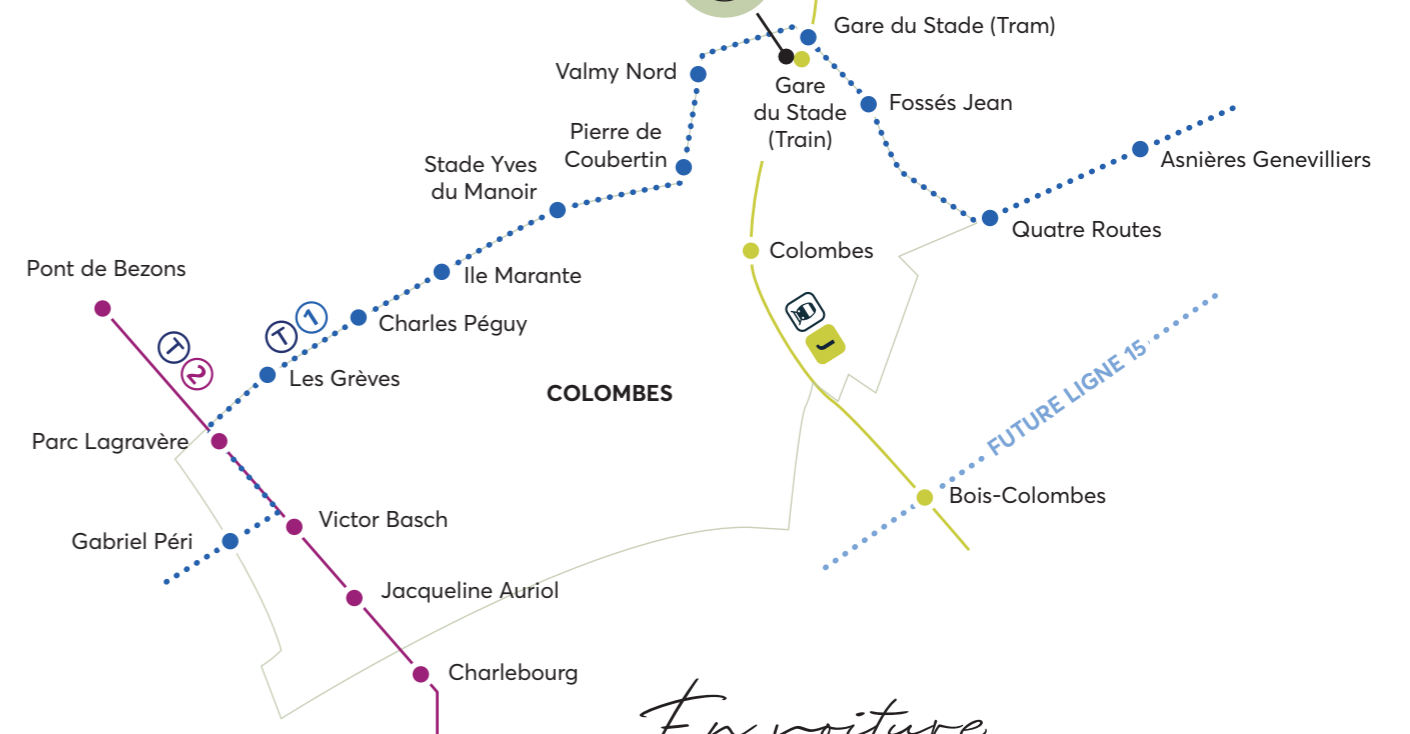 Gare du Stade (Tram)
Valmy Nord
Gare
du Stade
(Train)
Fossés Jean
Pierre de
Coubertin
Asnières Genevilliers
Stade Yves
du Manoir
Quatre Routes
Colombes
Pont de Bezons
Ile Marante
T 1
Charles Péguy
J
T 2
Les Grèves
COLOMBES
FUTURE LIGNE 15
Parc Lagravère
Bois-Colombes
Victor Basch
Gabriel Péri
Jacqueline Auriol
Charlebourg
En voiture